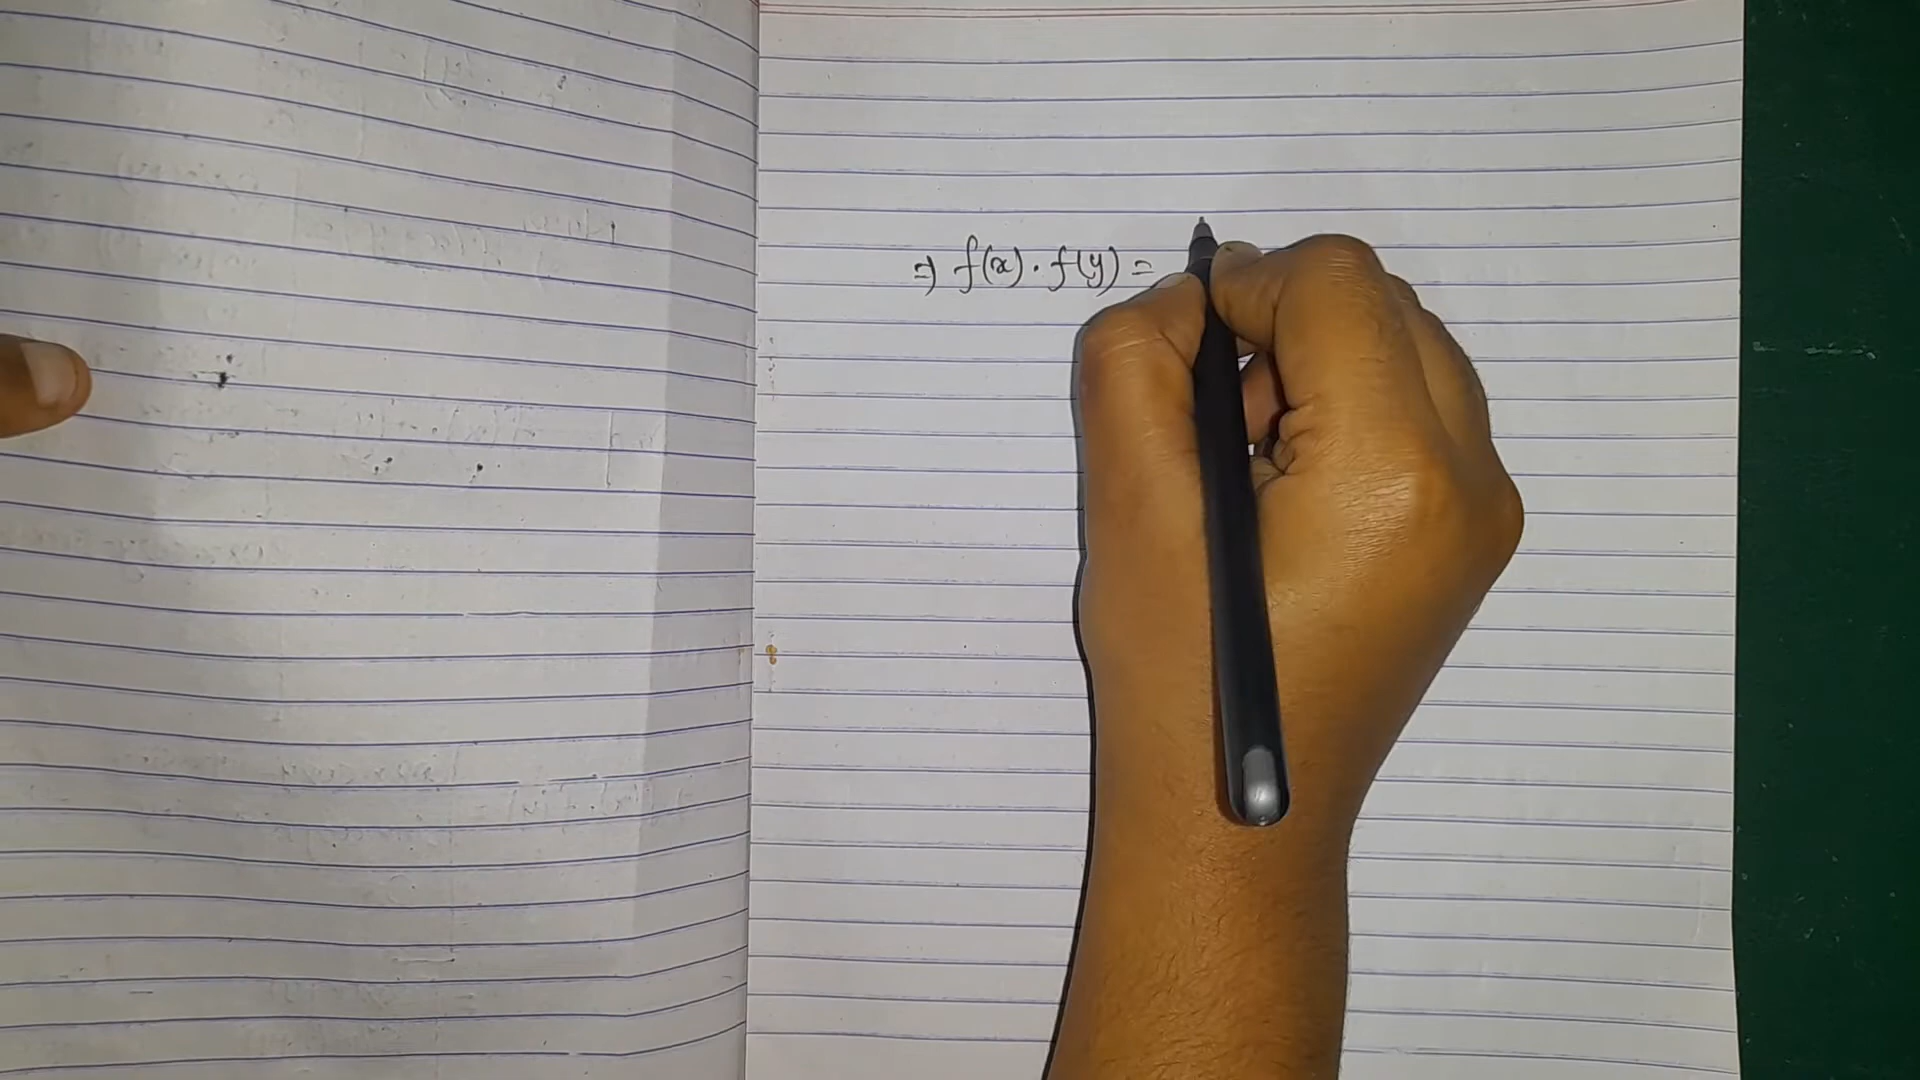 ⇒ f(x) · f(y) =